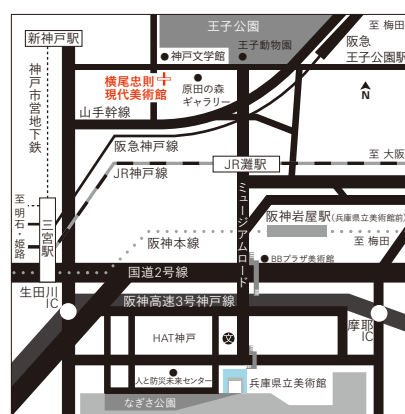 王子公園
至 梅田
新神戸駅
神戸文学館
王子動物園
阪急
王子公園駅
横尾忠則
現代美術館
原田の森
ギャラリー
N
神戸市営地下鉄
山手幹線
阪急神戸線
JR灘駅
至 大阪
JR神戸線
ミュージアムロード
至 明石・姫路
三宮駅
阪神岩屋駅(兵庫県立美術館前)
至 梅田
阪神本線
BBプラザ美術館
国道2号線
生田川
IC
阪神高速3号神戸線
摩耶
IC
HAT神戸
文
人と防災未来センター
兵庫県立美術館
なぎさ公園